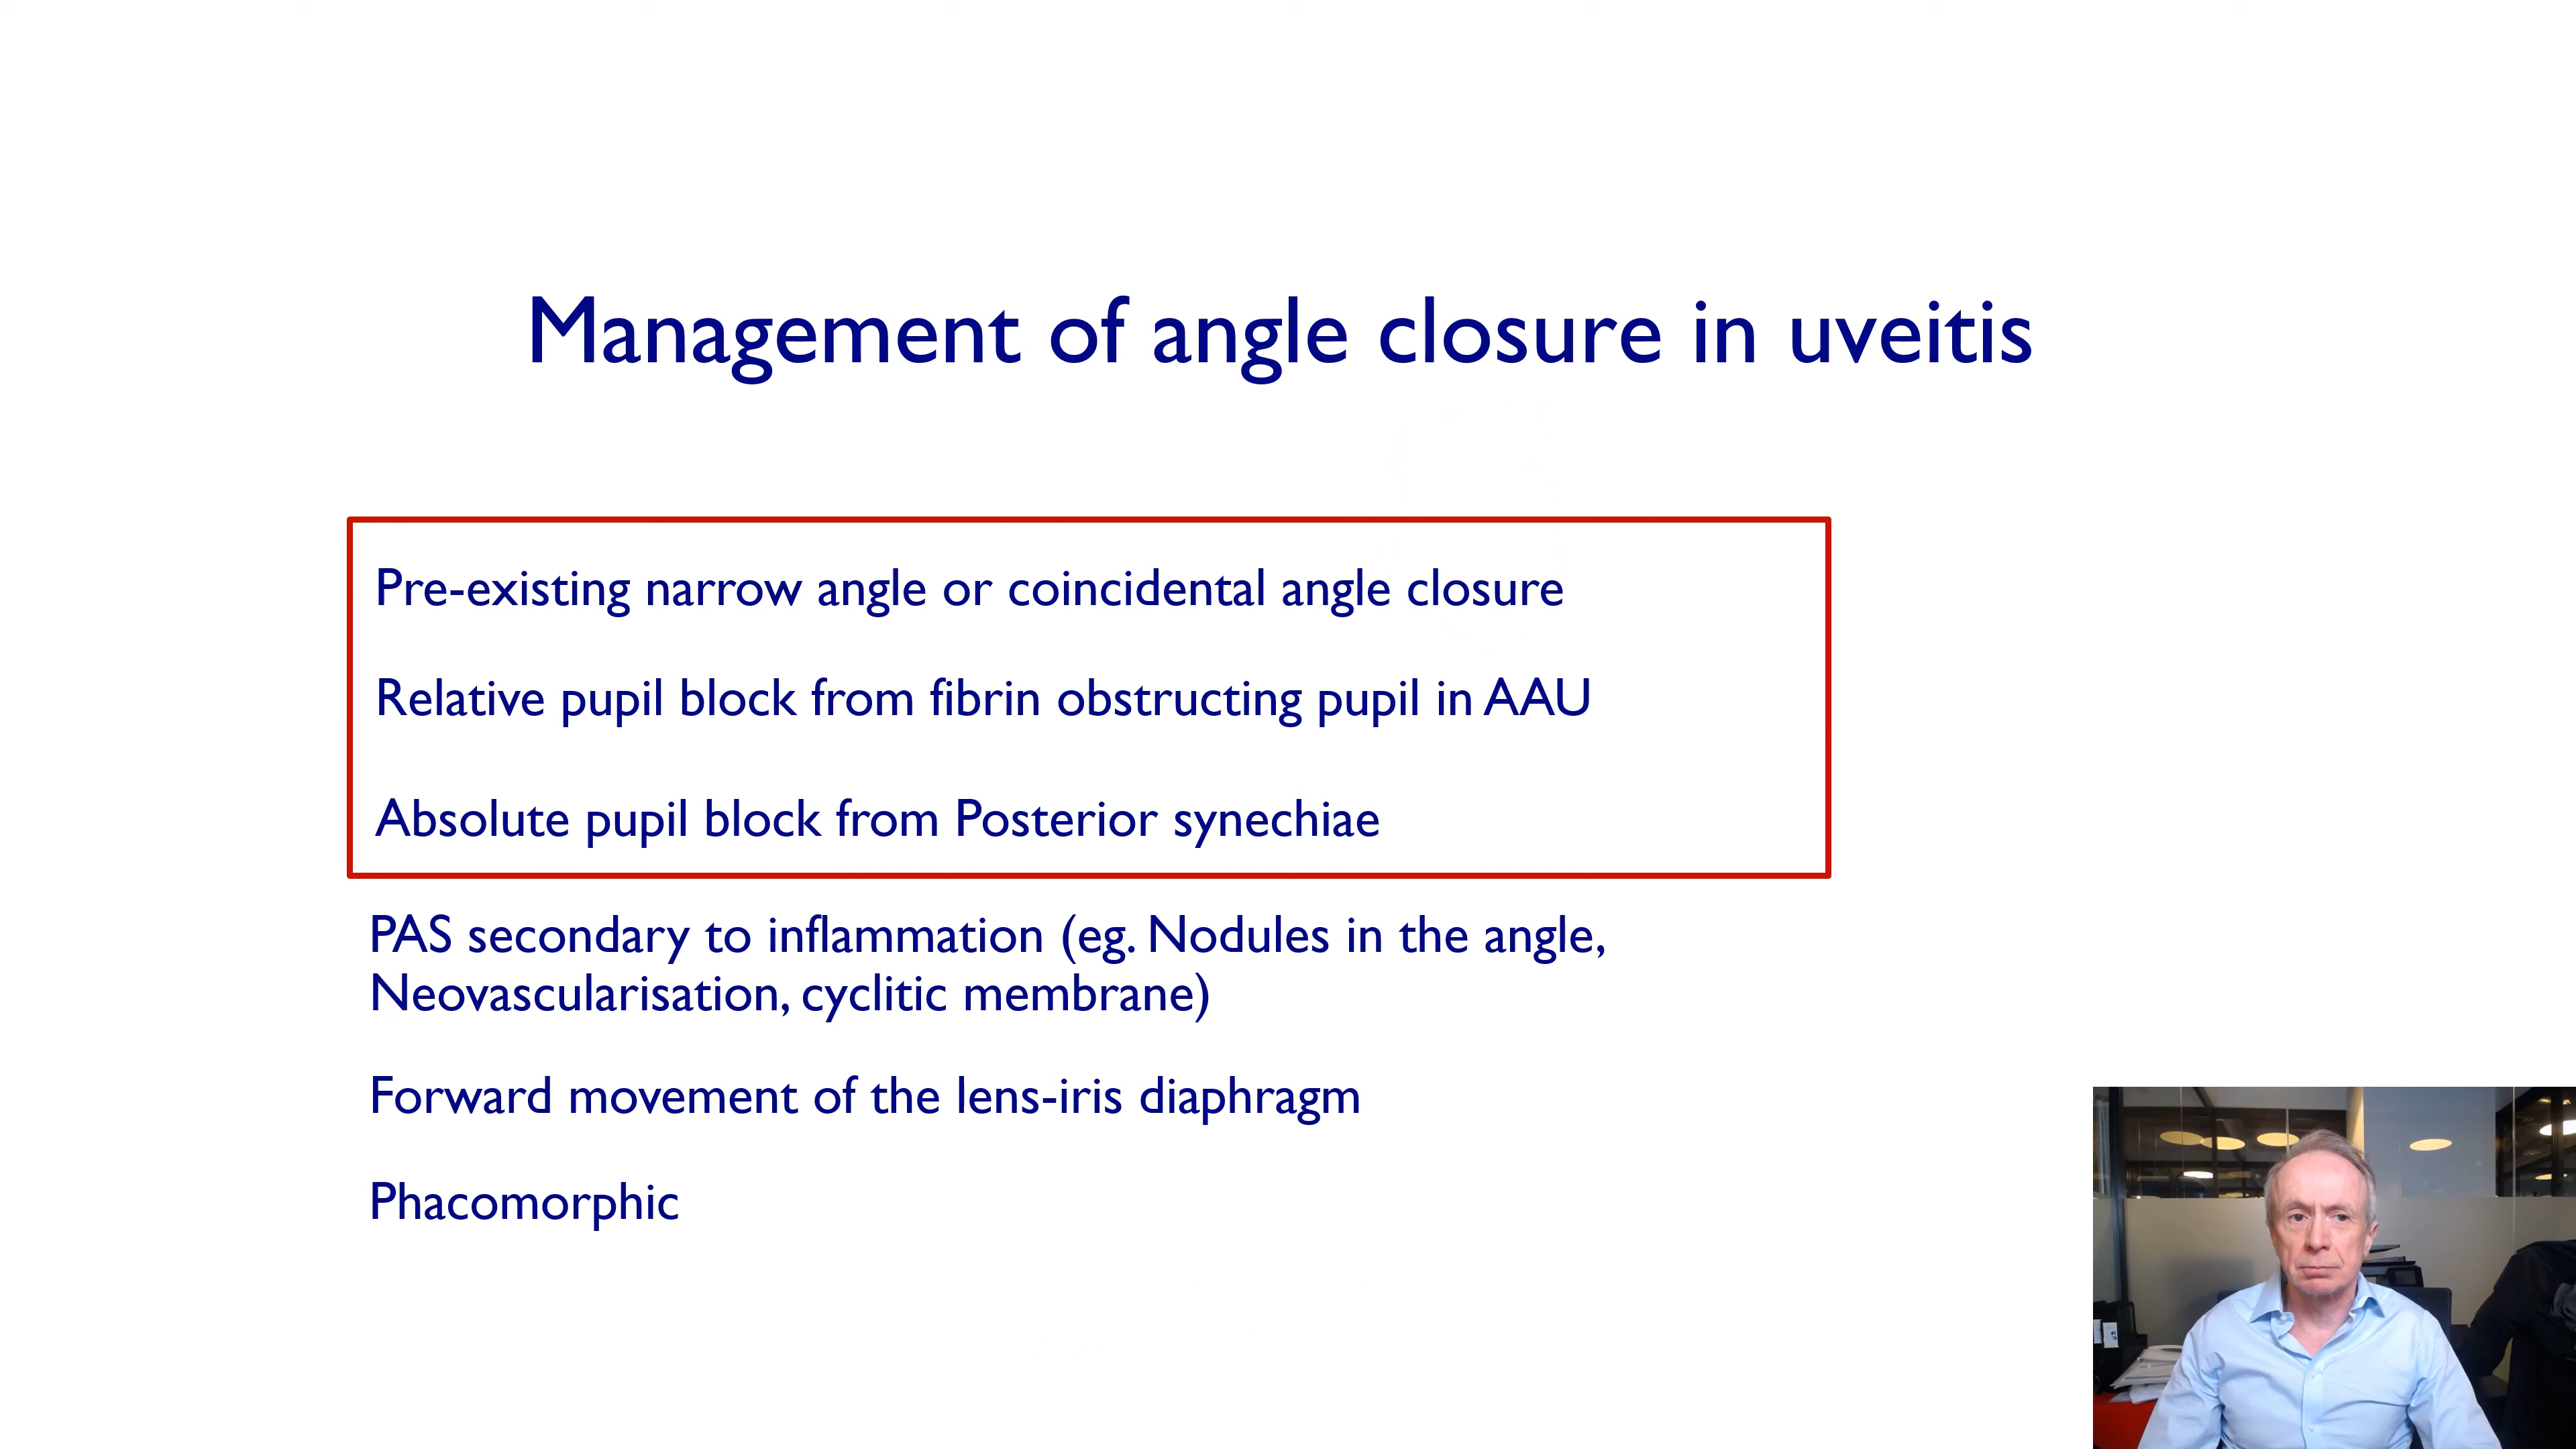 Management of angle closure in uveitis
Pre-existing narrow angle or coincidental angle closure
Relative pupil block from fibrin obstructing pupil in AAU
Absolute pupil block from Posterior synechiae
PAS secondary to inflammation (eg. Nodules in the angle,
Neovascularisation, cyclitic membrane)
Forward movement of the lens-iris diaphragm
Phacomorphic